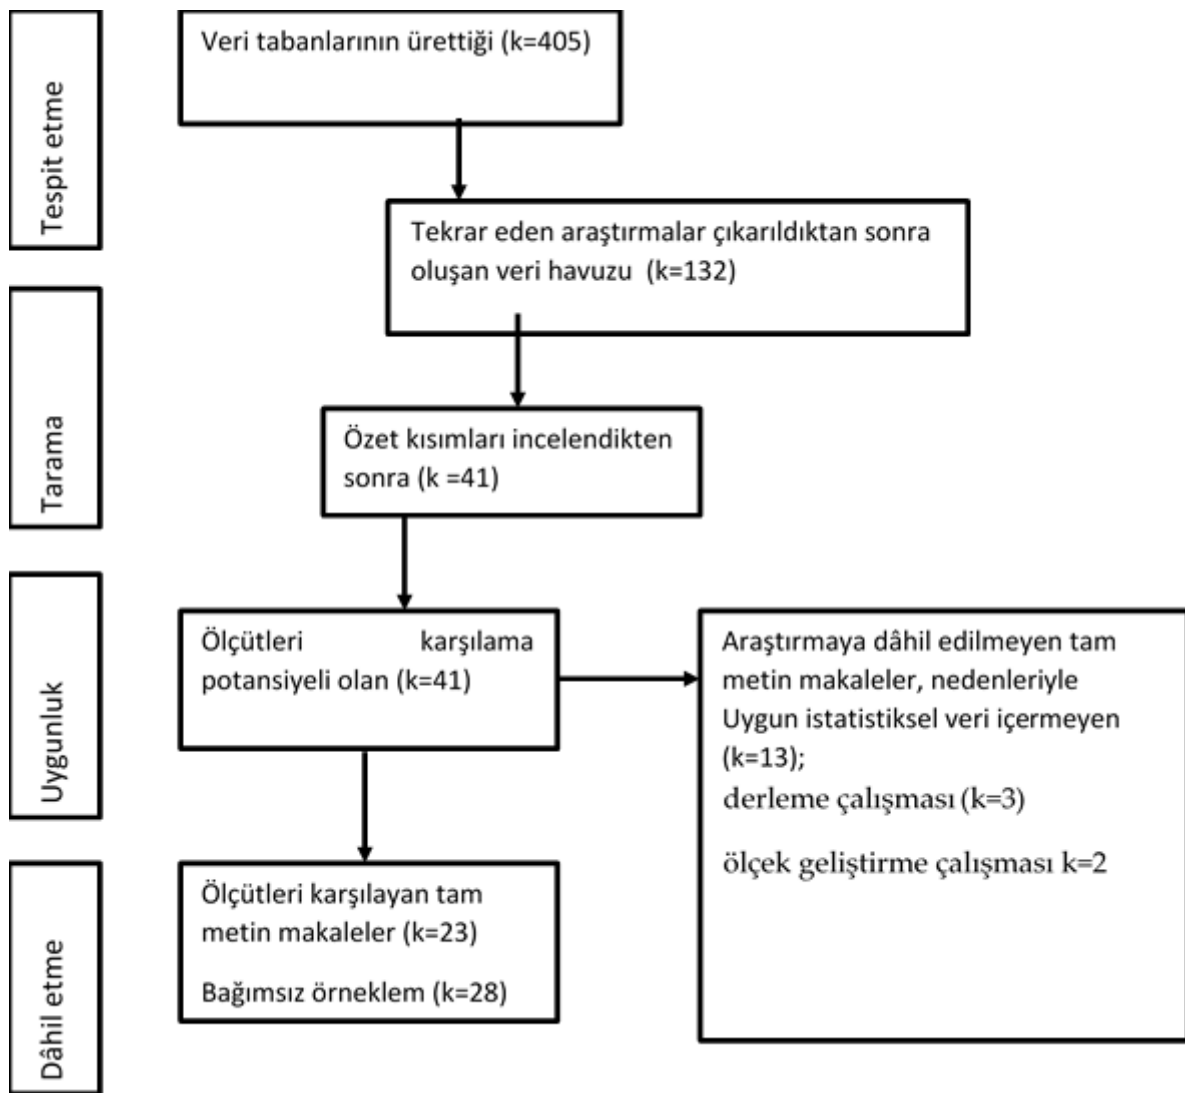 Tespit etme
Veri tabanlarının ürettiği (k=405)
Tekrar eden araştırmalar çıkarıldıktan sonra
oluşan veri havuzu (k=132)
Tarama
Özet kısımları incelendikten
sonra (k =41)
Uygunluk
Ölçütleri karşılama
potansiyeli olan (k=41)
Araştırmaya dâhil edilmeyen tam
metin makaleler, nedenleriyle
Uygun istatistiksel veri içermeyen
(k=13);
derleme çalışması (k=3)
ölçek geliştirme çalışması k=2
Dâhil etme
Ölçütleri karşılayan tam
metin makaleler (k=23)
Bağımsız örneklem (k=28)